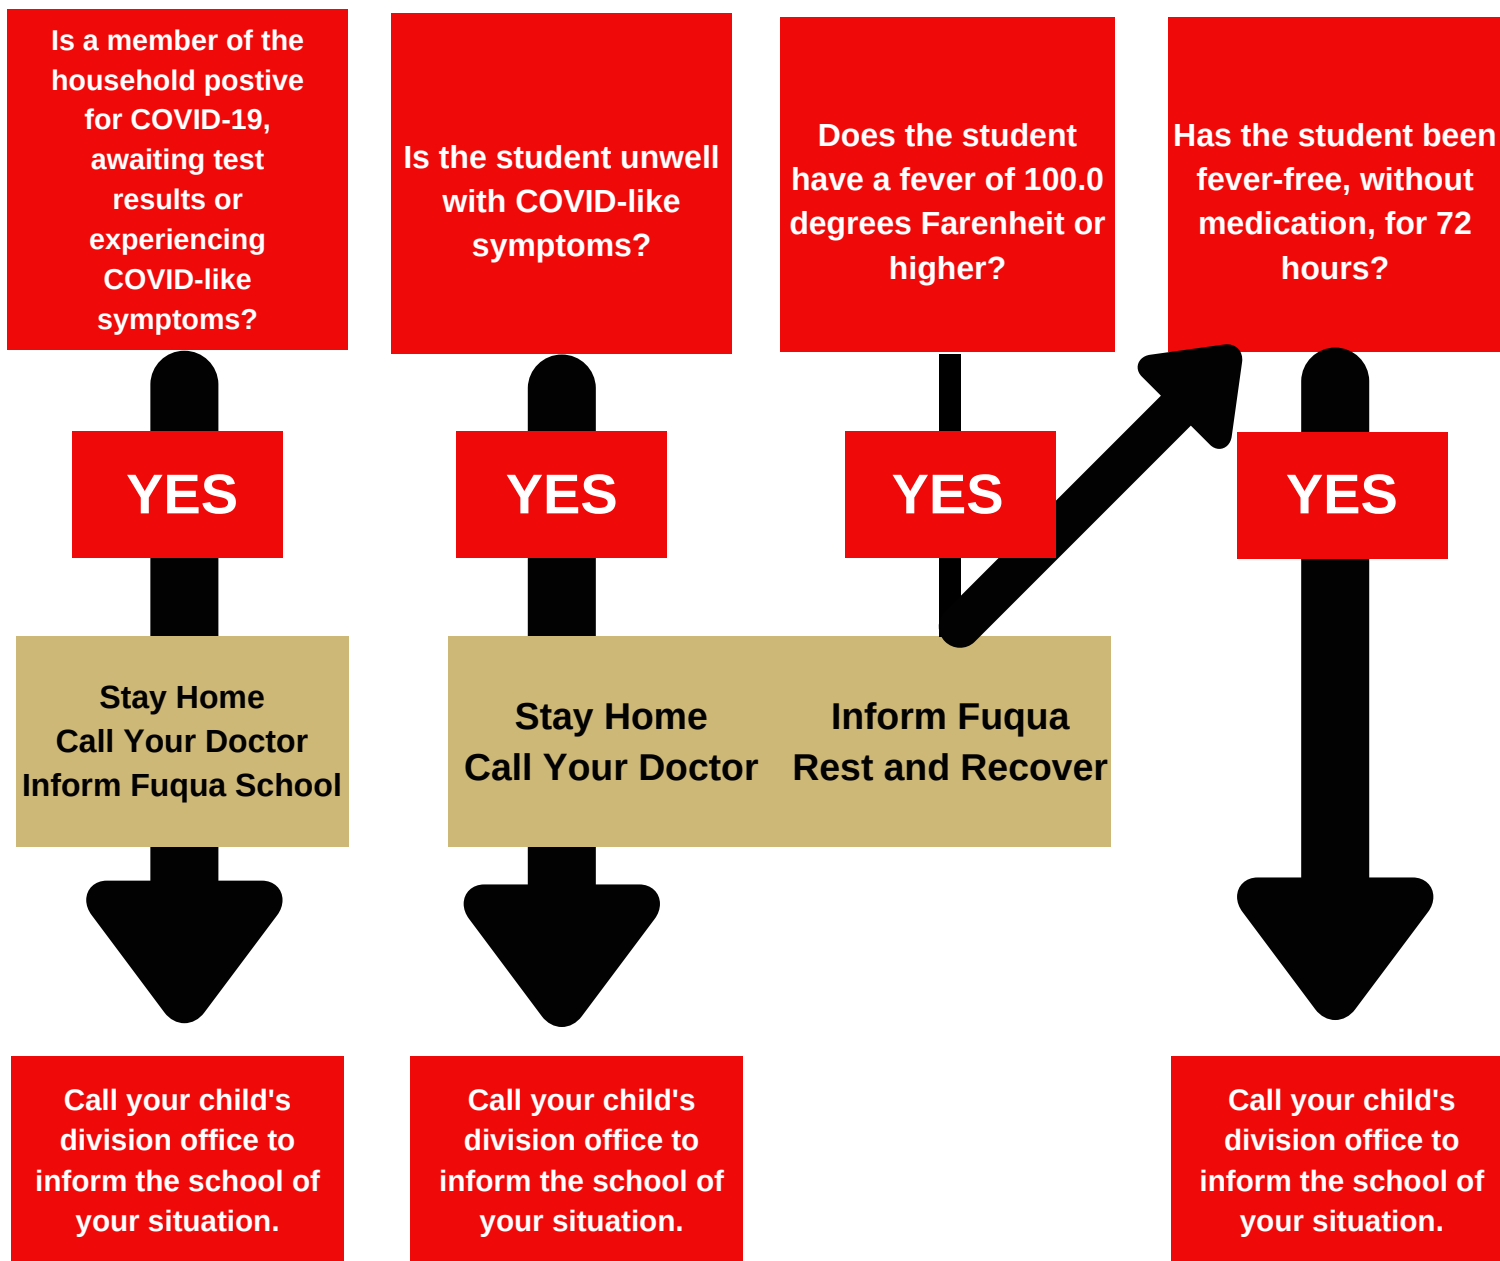 Is a member of the
household postive
for COVID-19,
awaiting test
results or
experiencing
COVID-like
symptoms?
Is the student unwell
with COVID-like
symptoms?
Does the student
have a fever of 100.0
degrees Farenheit or
higher?
Has the student been
fever-free, without
medication, for 72
hours?
YES
YES
YES
YES
Stay Home
Call Your Doctor
Inform Fuqua School
Stay Home
Call Your Doctor
Inform Fuqua
Rest and Recover
Call your child's
division office to
inform the school of
your situation.
Call your child's
division office to
inform the school of
your situation.
Call your child's
division office to
inform the school of
your situation.